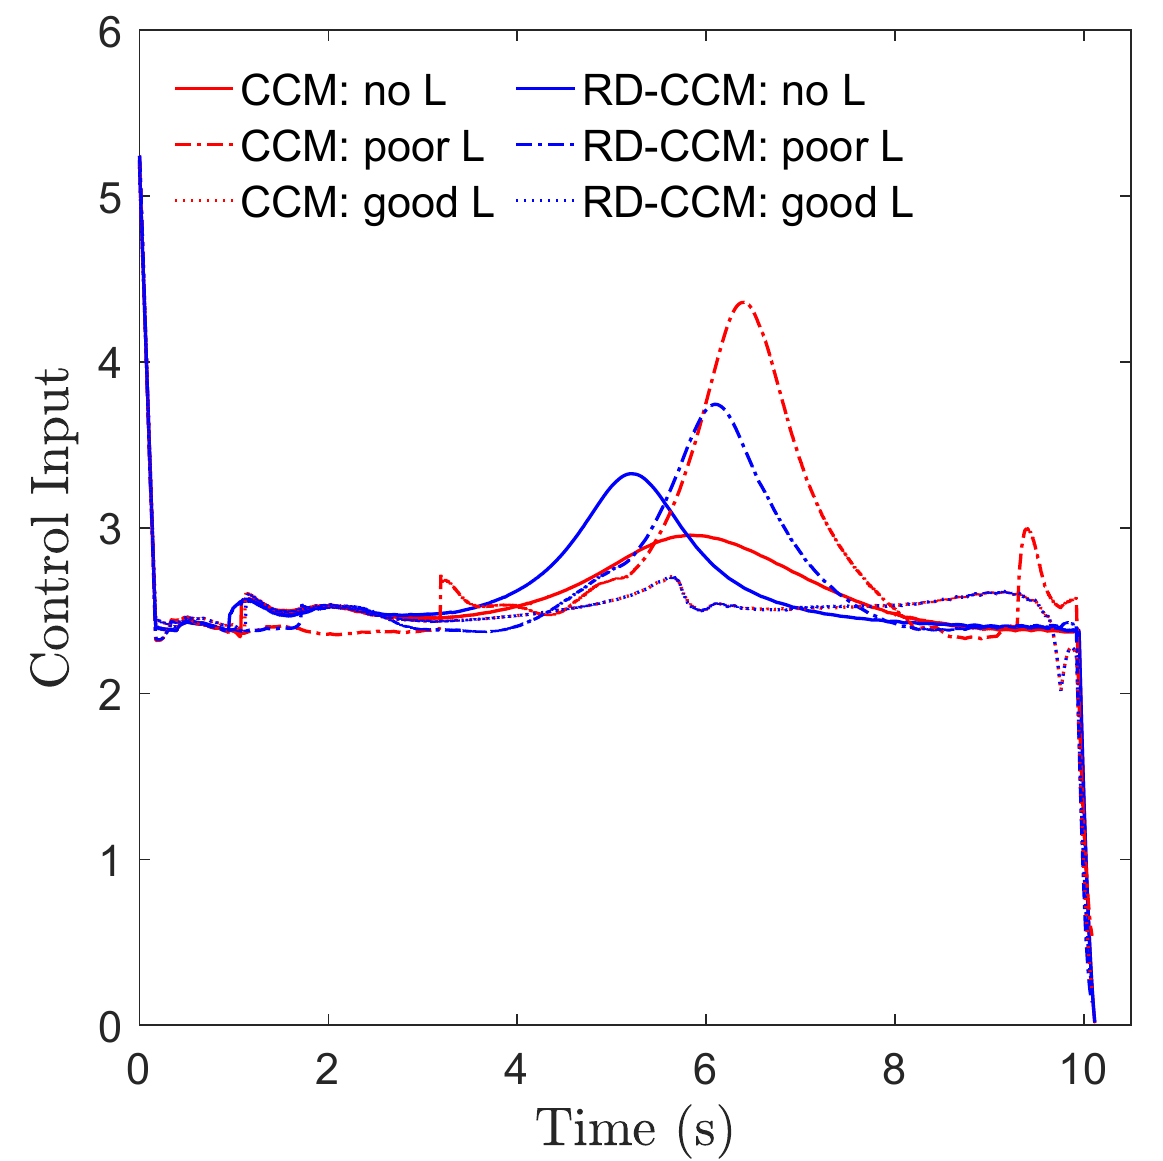 6
CCM: no L RD-CCM: no L
CCM: poor L RD-CCM: poor L
CCM: good L RD-CCM: good L
5
4
3
2
1
0
Control Input
0 2 4 6 8 10
Time (s)